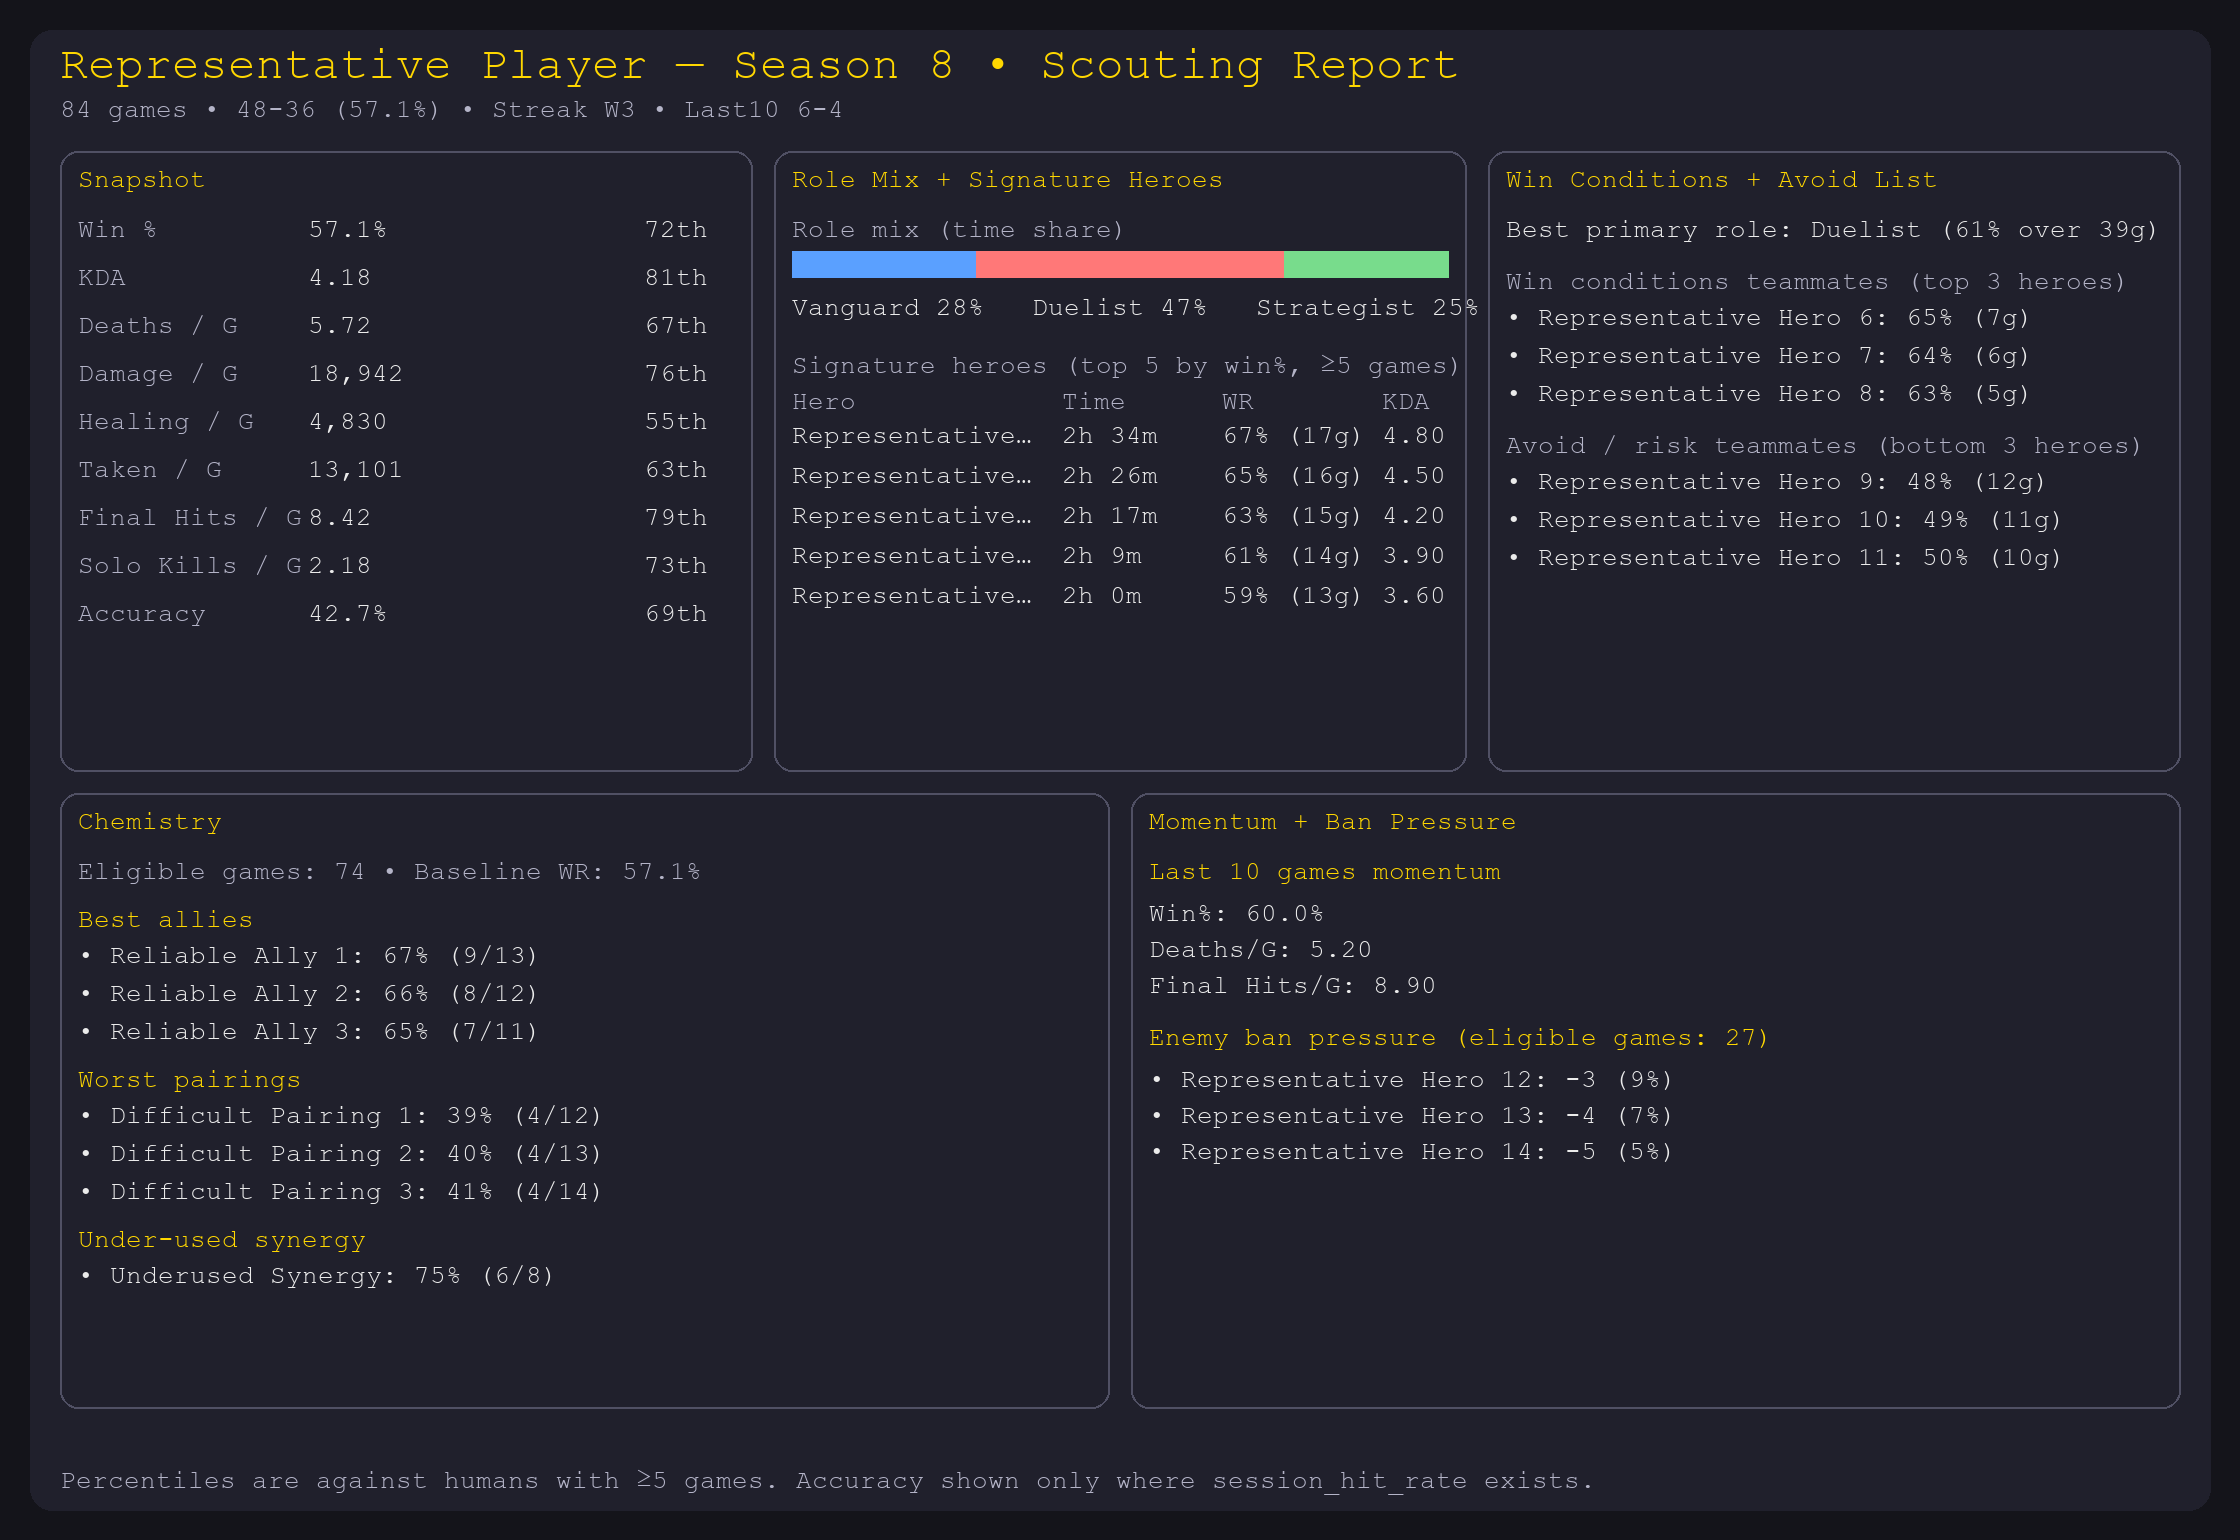 Representative Player — Season 8 • Scouting Report
84 games • 48-36 (57.1%) • Streak W3 • Last10 6-4
Snapshot
Win % 57.1% 72th
KDA 4.18 81th
Deaths / G 5.72 67th
Damage / G 18,942 76th
Healing / G 4,830 55th
Taken / G 13,101 63th
Final Hits / G 8.42 79th
Solo Kills / G 2.18 73th
Accuracy 42.7% 69th
Role Mix + Signature Heroes
Role mix (time share)
Vanguard 28% Duelist 47% Strategist 25%
Signature heroes (top 5 by win%, ≥5 games)
Hero Time WR KDA
Representative… 2h 34m 67% (17g) 4.80
Representative… 2h 26m 65% (16g) 4.50
Representative… 2h 17m 63% (15g) 4.20
Representative… 2h 9m 61% (14g) 3.90
Representative… 2h 0m 59% (13g) 3.60
Win Conditions + Avoid List
Best primary role: Duelist (61% over 39g)
Win conditions teammates (top 3 heroes)
• Representative Hero 6: 65% (7g)
• Representative Hero 7: 64% (6g)
• Representative Hero 8: 63% (5g)
Avoid / risk teammates (bottom 3 heroes)
• Representative Hero 9: 48% (12g)
• Representative Hero 10: 49% (11g)
• Representative Hero 11: 50% (10g)
Chemistry
Eligible games: 74 • Baseline WR: 57.1%
Best allies
• Reliable Ally 1: 67% (9/13)
• Reliable Ally 2: 66% (8/12)
• Reliable Ally 3: 65% (7/11)
Worst pairings
• Difficult Pairing 1: 39% (4/12)
• Difficult Pairing 2: 40% (4/13)
• Difficult Pairing 3: 41% (4/14)
Under-used synergy
• Underused Synergy: 75% (6/8)
Momentum + Ban Pressure
Last 10 games momentum
Win%: 60.0%
Deaths/G: 5.20
Final Hits/G: 8.90
Enemy ban pressure (eligible games: 27)
• Representative Hero 12: -3 (9%)
• Representative Hero 13: -4 (7%)
• Representative Hero 14: -5 (5%)
Percentiles are against humans with ≥5 games. Accuracy shown only where session_hit_rate exists.